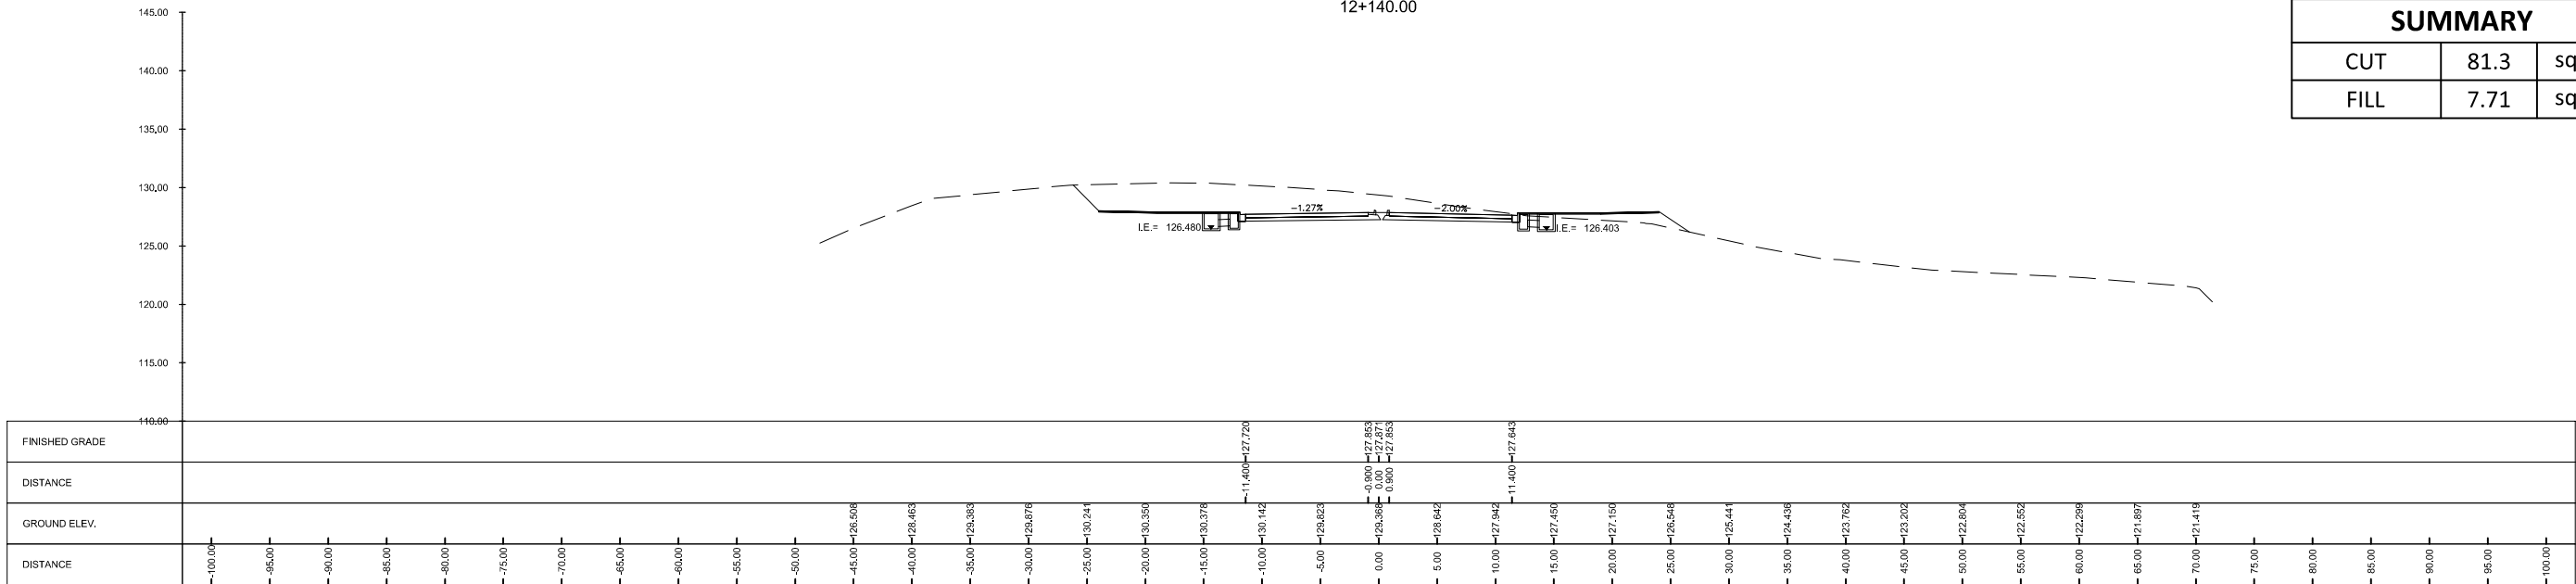 12+140.00
SUMMARY
CUT 81.3 sq
FILL 7.71 sq
145.00
140.00
135.00
130.00
125.00
120.00
115.00
110.00
-1.27%
-2.00%
I.E.= 126.480
I.E.= 126.403
FINISHED GRADE 127.720 127.853 127.871 127.853 127.643
DISTANCE -11.400 -0.900 0.00 0.900 11.400
GROUND ELEV. 126.508 128.463 129.383 129.876 130.241 130.350 130.378 130.142 129.823 129.368 128.642 127.942 127.450 127.150 126.548 125.441 124.436 123.762 123.202 122.804 122.552 122.299 121.897 121.419
DISTANCE -100.00 -95.00 -90.00 -85.00 -80.00 -75.00 -70.00 -65.00 -60.00 -55.00 -50.00 -45.00 -40.00 -35.00 -30.00 -25.00 -20.00 -15.00 -10.00 -5.00 0.00 5.00 10.00 15.00 20.00 25.00 30.00 35.00 40.00 45.00 50.00 55.00 60.00 65.00 70.00 75.00 80.00 85.00 90.00 95.00 100.00